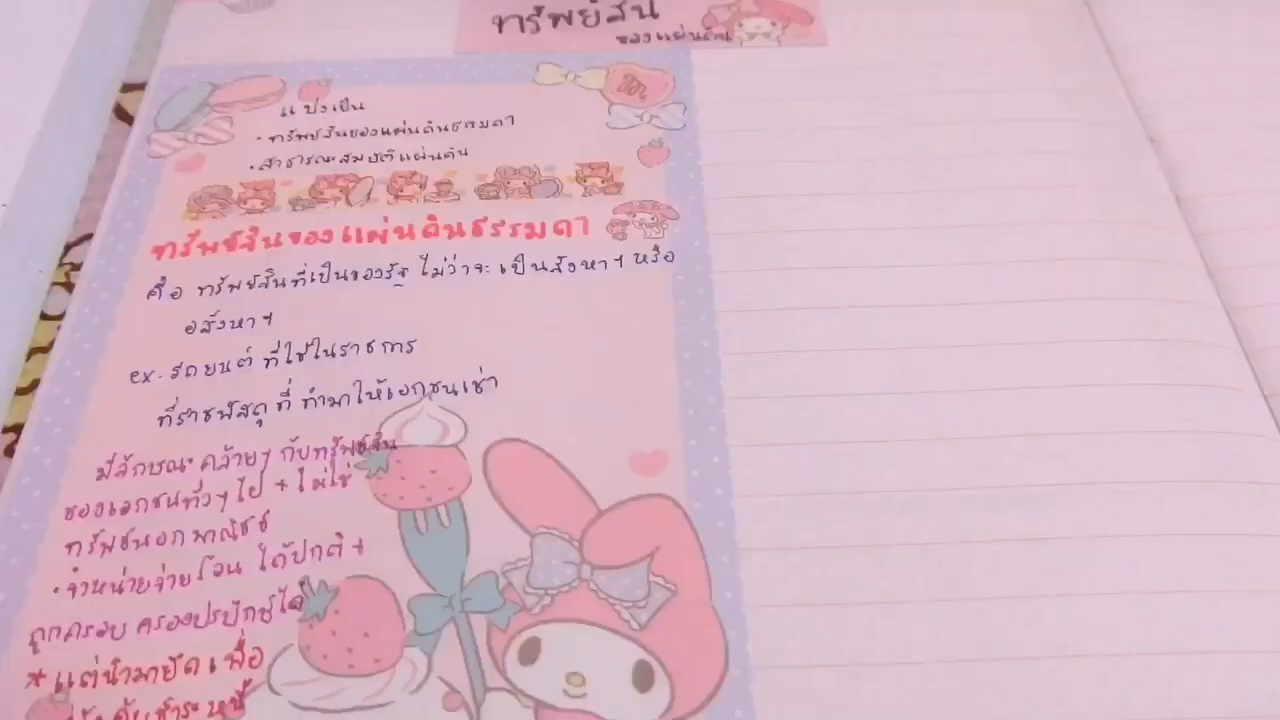 ทรัพย์สิน
ของแผ่นดิน
แบ่งเป็น
• ทรัพย์สินของแผ่นดินธรรมดา
• สาธารณะสมบัติแผ่นดิน
ทรัพย์สินของแผ่นดินธรรมดา
คือ ทรัพย์สินที่เป็นของรัฐ ไม่ว่าจะ เป็นสังหาฯ หรือ
อสังหาฯ
ex. รถยนต์ ที่ใช้ในราชการ
ที่ราชพัสดุ ที่ ทำมาให้เอกชนเช่า
มีลักษณะ คล้ายๆ กับทรัพย์สิน
ของเอกชนทั่วๆ ไป + ไม่ใช่
ทรัพย์นอกพาณิชย์
• จำหน่ายจ่ายโอน ได้ปกติ +
ถูกครอบ ครองปรปักษ์ได้
* แต่นำมายึด เพื่อ